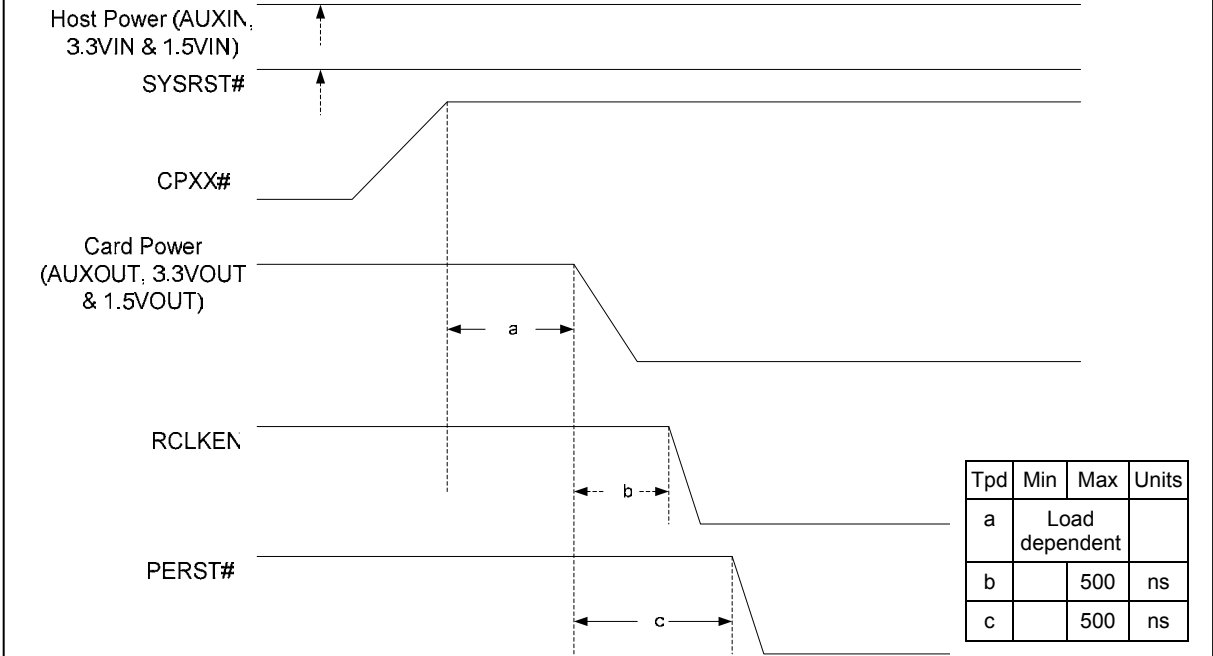 Host Power (AUXIN,
3.3VIN & 1.5VIN)
SYSRST#
CPXX#
Card Power
(AUXOUT, 3.3VOUT
& 1.5VOUT)
a
RCLKEN
b
PERST#
c
Tpd Min Max Units
a Load
dependent
b 500 ns
c 500 ns